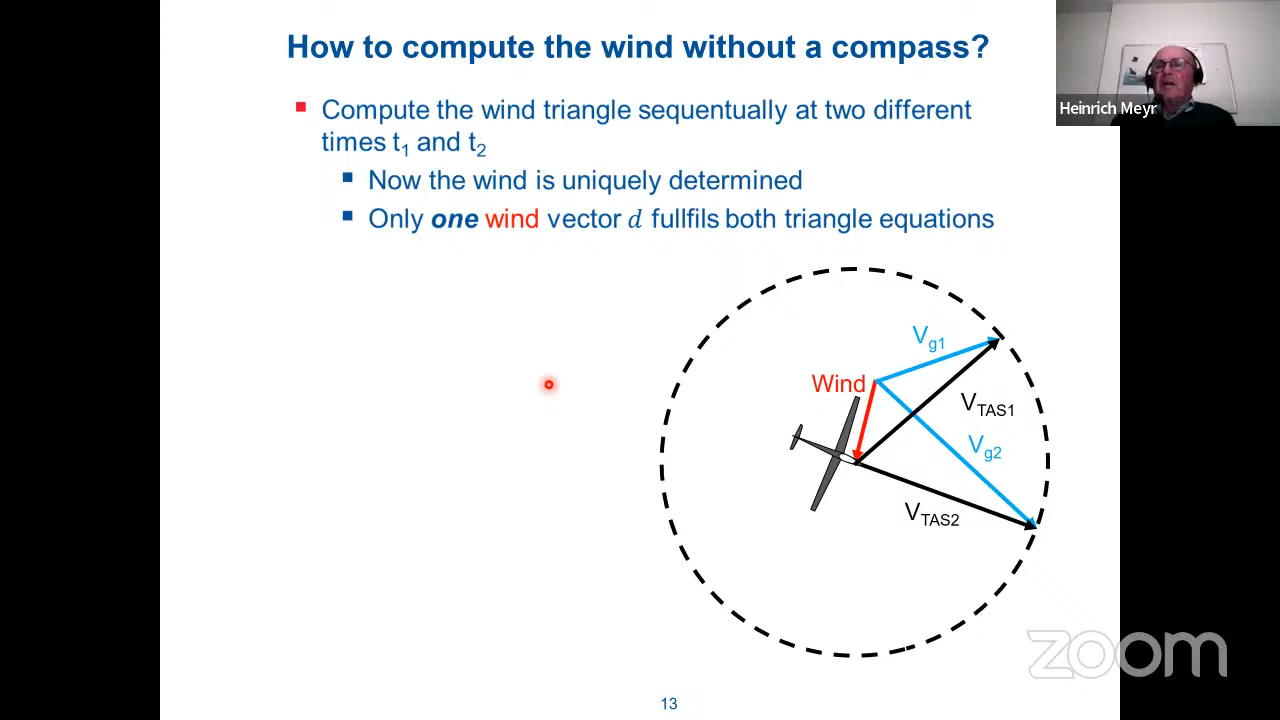 How to compute the wind without a compass?
Compute the wind triangle sequentually at two different
times t1 and t2
Now the wind is uniquely determined
Only one wind vector d fullfils both triangle equations
Heinrich Meyr
Vg1
Wind
VTAS1
Vg2
VTAS2
zoom
13